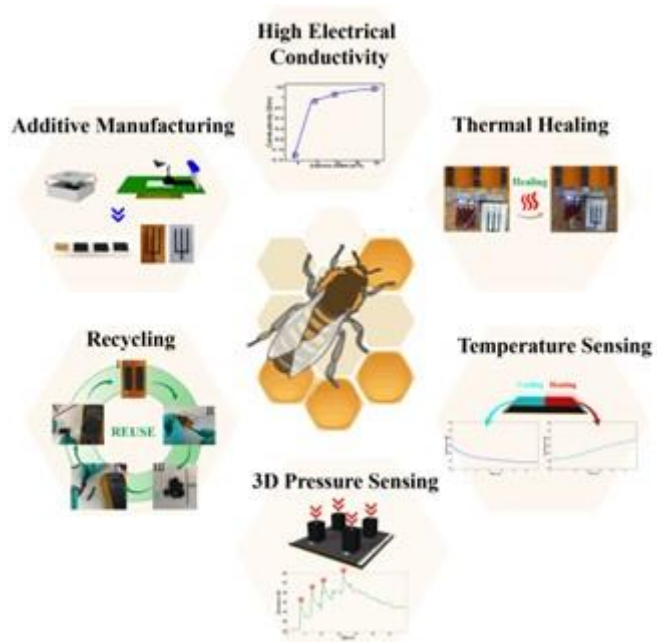 High Electrical
Conductivity
Additive Manufacturing
Thermal Healing
Healing
Recycling
REUSE
Temperature Sensing
Cooling
Heating
3D Pressure Sensing